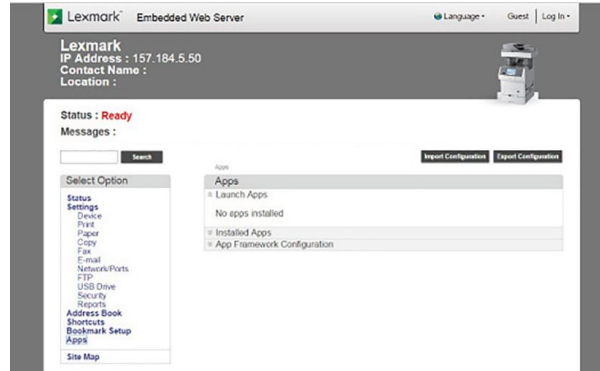 Lexmark™ Embedded Web Server Language Guest Log In
Lexmark
IP Address : 157.184.5.50
Contact Name :
Location :
Status : Ready
Messages :
Search
Import Configuration Export Configuration
Apps
Select Option
Status
Settings
Device
Print
Paper
Copy
Fax
E-mail
Network/Ports
FTP
USB Drive
Security
Reports
Address Book
Shortcuts
Bookmark Setup
Apps
Site Map
Apps
Launch Apps
No apps installed
Installed Apps
App Framework Configuration